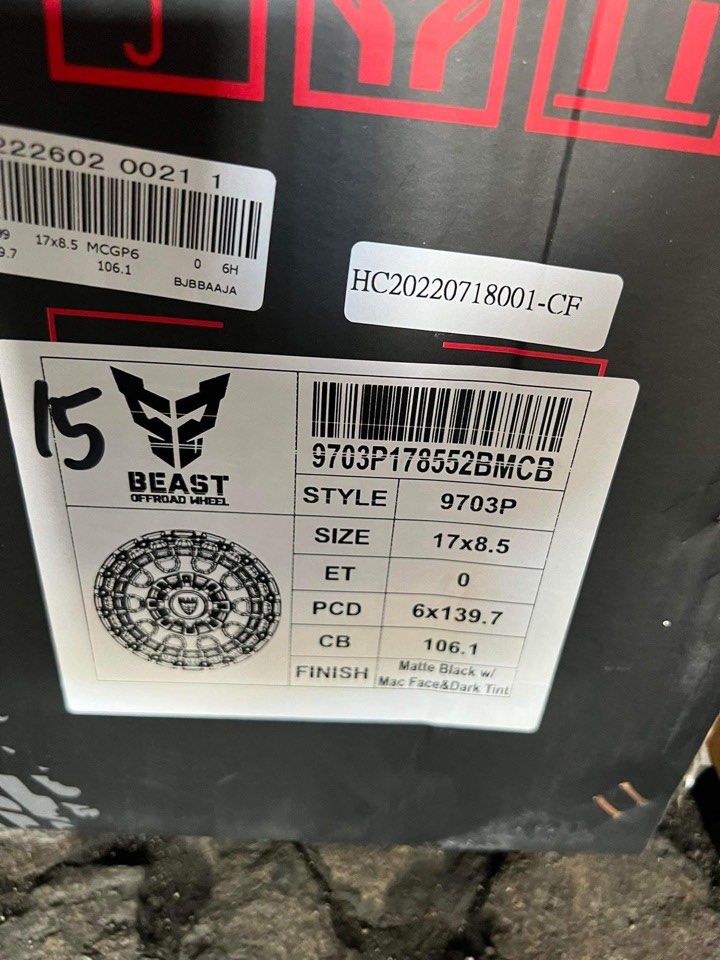 222602 0021 1
17x8.5 MCGP6 0 6H
9.7 106.1 BJBBAAJA
HC20220718001-CF
15
BEAST
OFFROAD WHEEL
9703P178552BMCB
STYLE 9703P
SIZE 17x8.5
ET 0
PCD 6x139.7
CB 106.1
FINISH Matte Black w/
Mac Face&Dark Tint